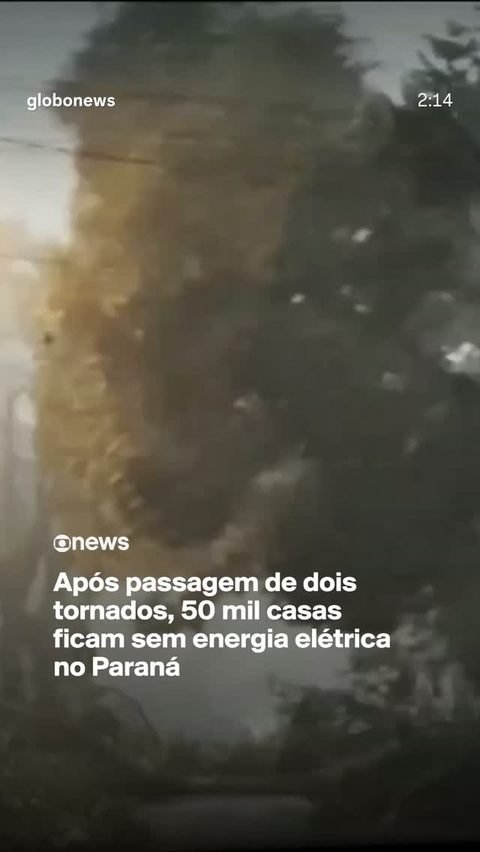 globonews
2:14
news
Após passagem de dois
tornados, 50 mil casas
ficam sem energia elétrica
no Paraná